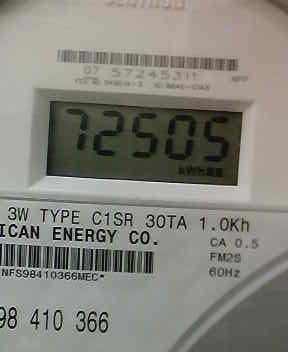 07 57245311 NPP
72505
kWh
3W TYPE C1SR 30TA 1.0Kh
ICAN ENERGY CO.
CA 0.5
FM2S
NFS98410366MEC*
60Hz
98 410 366